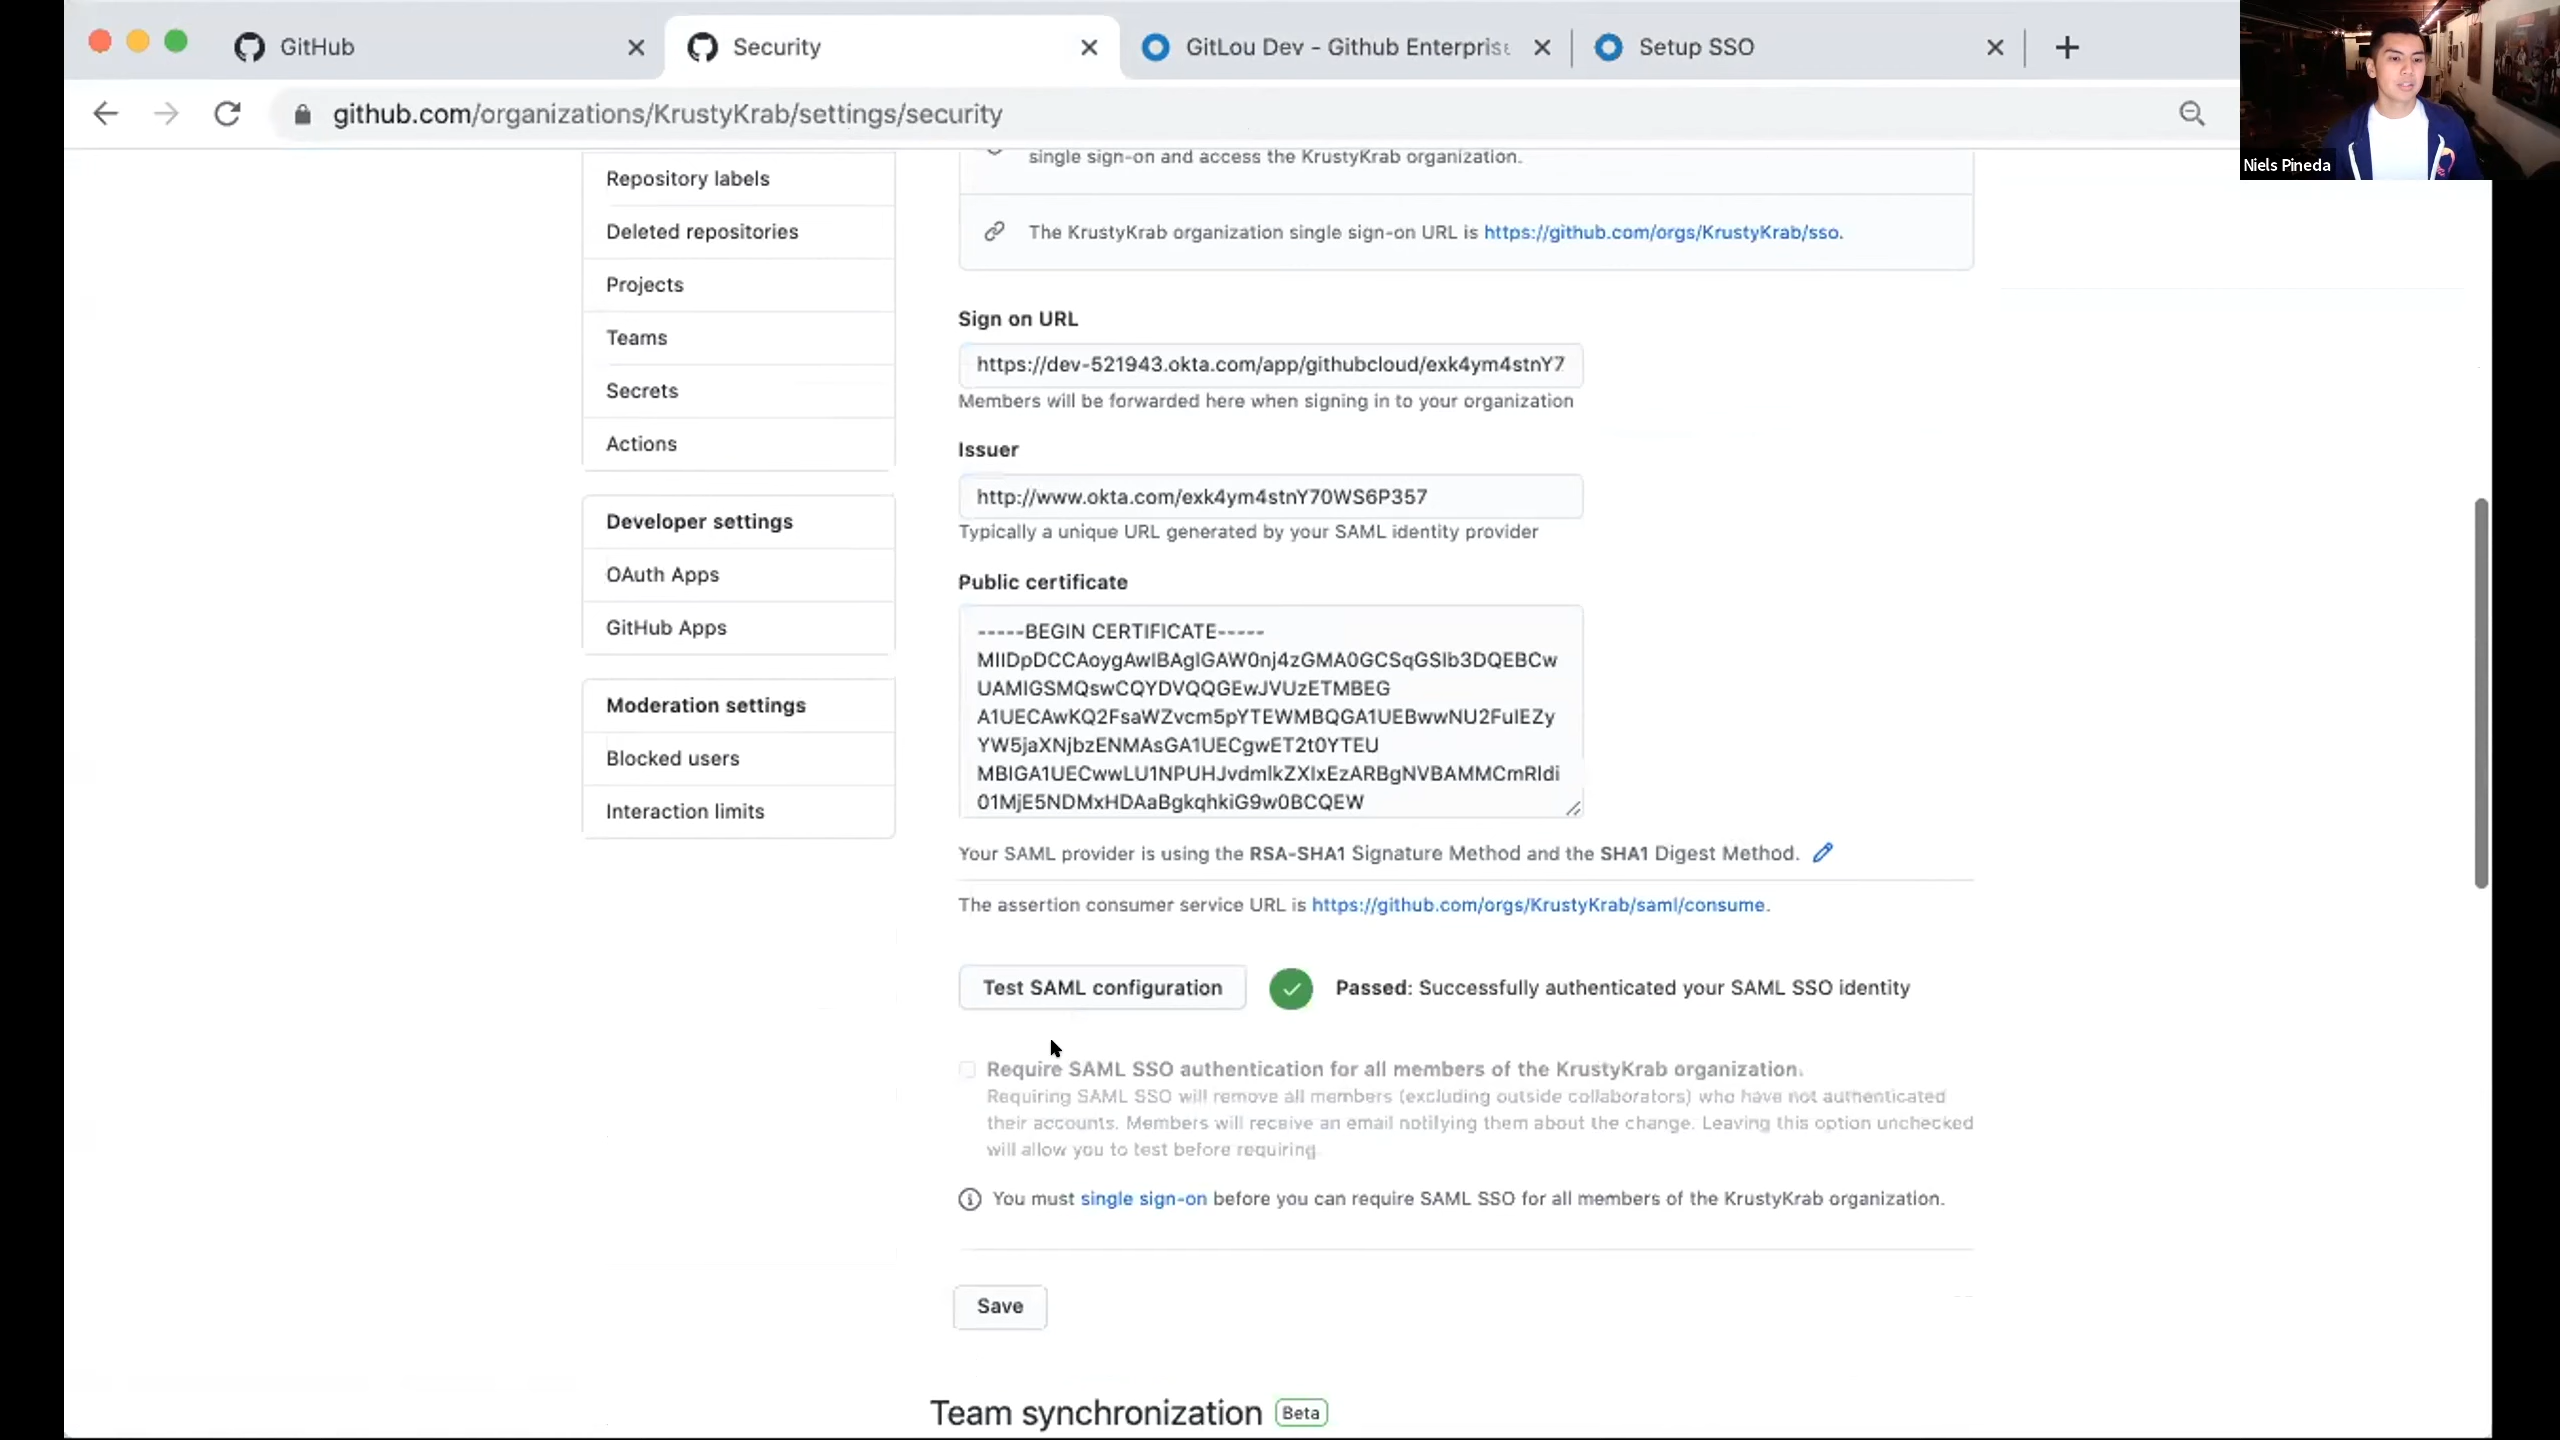 GitHub
Security
GitLou Dev - Github Enterprise
Setup SSO
github.com/organizations/KrustyKrab/settings/security
Niels Pineda
Repository labels
Deleted repositories
Projects
Teams
Secrets
Actions
Developer settings
OAuth Apps
GitHub Apps
Moderation settings
Blocked users
Interaction limits
single sign-on and access the KrustyKrab organization.
The KrustyKrab organization single sign-on URL is https://github.com/orgs/KrustyKrab/sso.
Sign on URL
https://dev-521943.okta.com/app/githubcloud/exk4ym4stnY7
Members will be forwarded here when signing in to your organization
Issuer
http://www.okta.com/exk4ym4stnY70WS6P357
Typically a unique URL generated by your SAML identity provider
Public certificate
-----BEGIN CERTIFICATE-----
MIIDpDCCAoygAwIBAgIGAW0nj4zGMA0GCSqGSIb3DQEBCw
UAMIGSMQswCQYDVQQGEwJVUzETMBEG
A1UECAwKQ2FsaWZvcm5pYTEWMBQGA1UEBwwNU2FuIEZy
YW5jaXNjbzENMAsGA1UECgwET2t0YTEU
MBIGA1UECwwLU1NPUHJvdmlkZXIxEzARBgNVBAMMCmRldi
01MjE5NDMxHDAaBgkqhkiG9w0BCQEW
Your SAML provider is using the RSA-SHA1 Signature Method and the SHA1 Digest Method.
The assertion consumer service URL is https://github.com/orgs/KrustyKrab/saml/consume.
Test SAML configuration
Passed: Successfully authenticated your SAML SSO identity
Require SAML SSO authentication for all members of the KrustyKrab organization.
Requiring SAML SSO will remove all members (excluding outside collaborators) who have not authenticated
their accounts. Members will receive an email notifying them about the change. Leaving this option unchecked
will allow you to test before requiring.
You must single sign-on before you can require SAML SSO for all members of the KrustyKrab organization.
Save
Team synchronization Beta